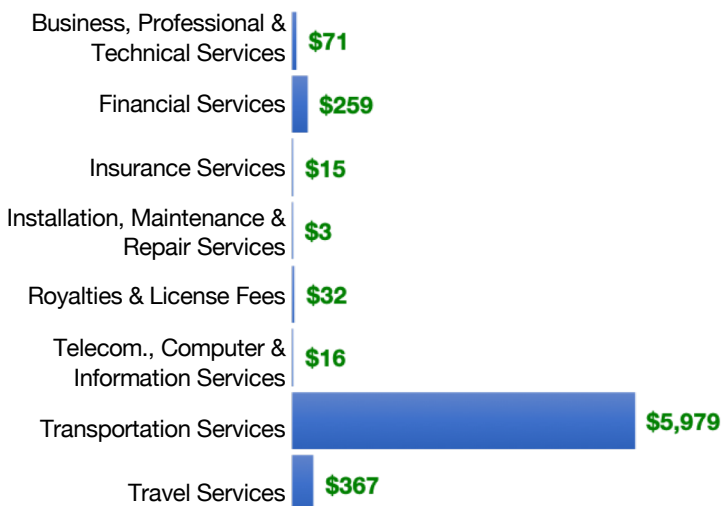 Business, Professional &
Technical Services
$71
Financial Services
$259
Insurance Services
$15
Installation, Maintenance &
Repair Services
$3
Royalties & License Fees
$32
Telecom., Computer &
Information Services
$16
Transportation Services
$5,979
Travel Services
$367